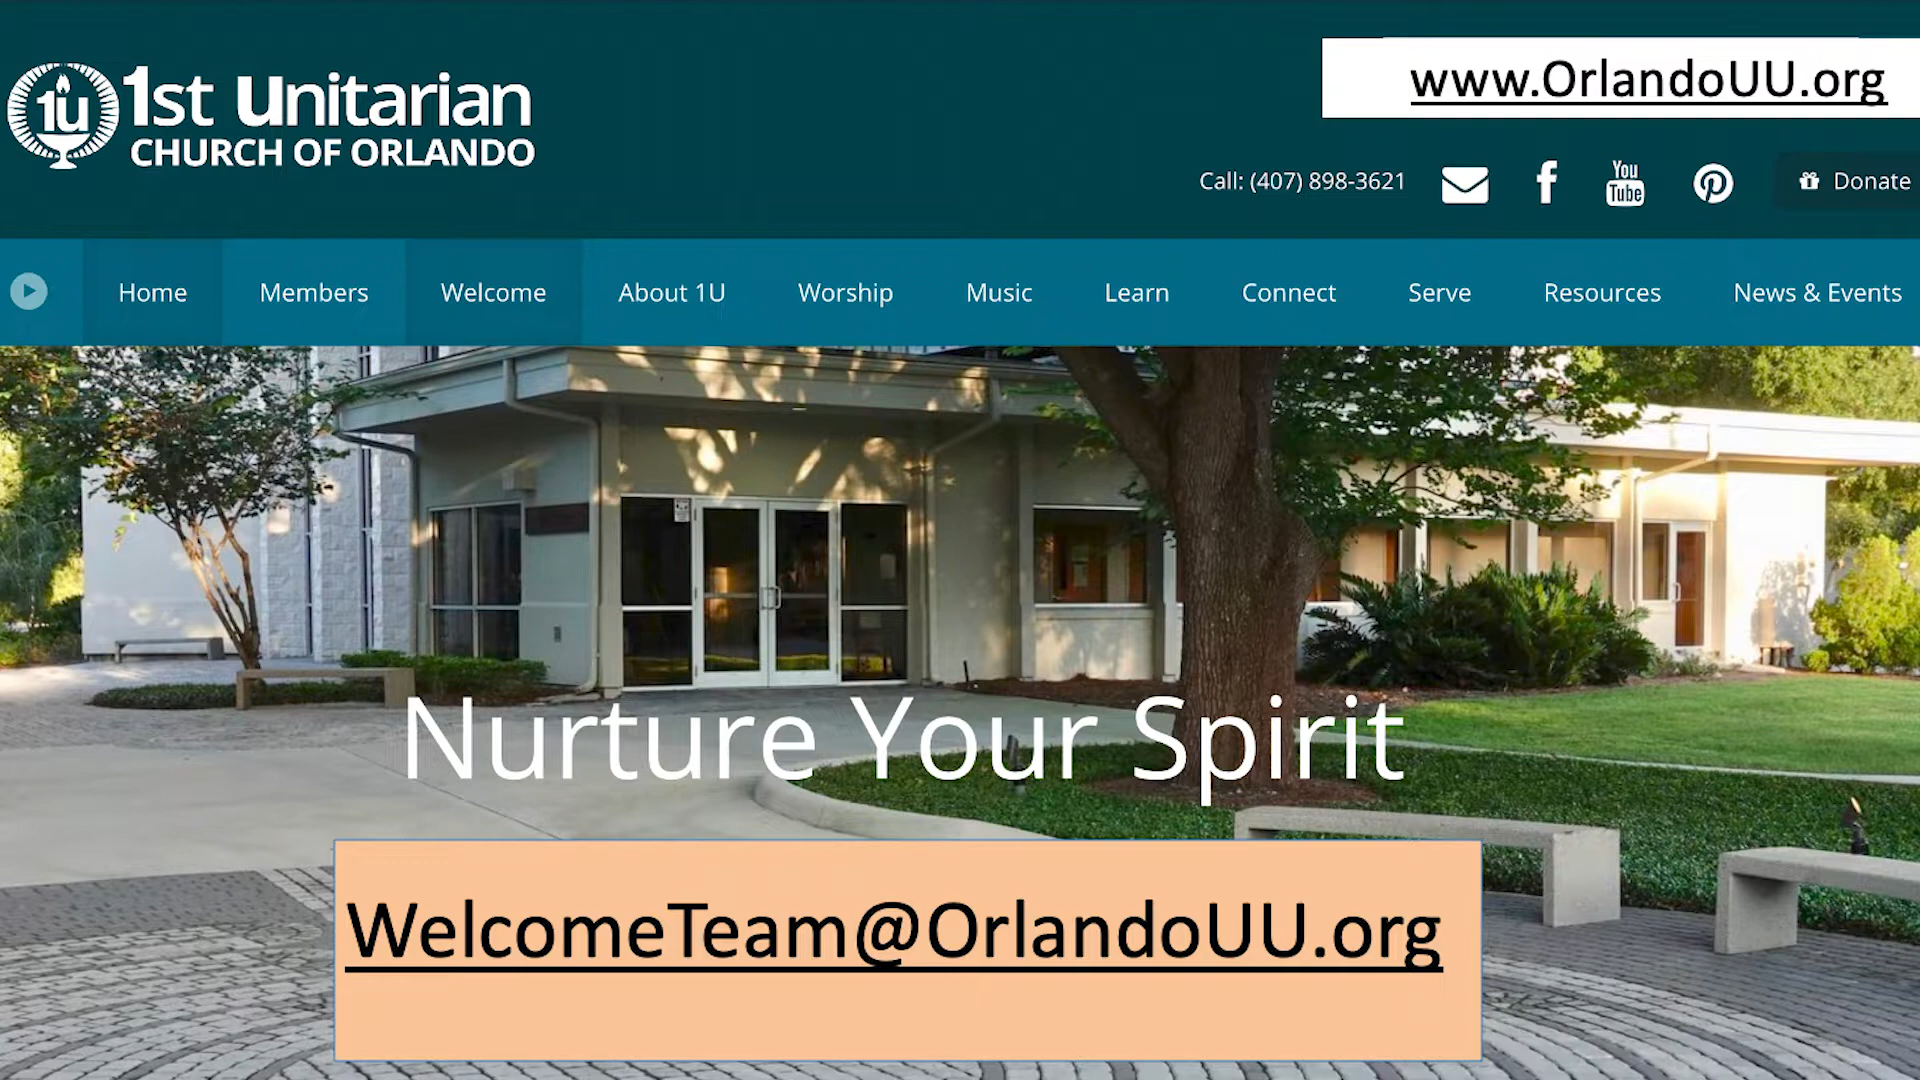 www.OrlandoUU.org
1U
1st Unitarian
CHURCH OF ORLANDO
Call: (407) 898-3621
You
Tube
Donate
Home
Members
Welcome
About 1U
Worship
Music
Learn
Connect
Serve
Resources
News & Events
Nurture Your Spirit
WelcomeTeam@OrlandoUU.org